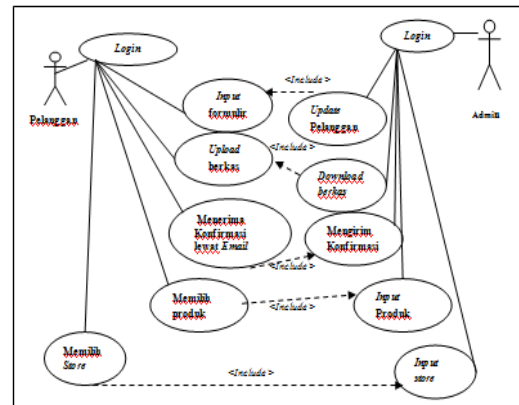 Login
Login
<Include>
Input
formulir
Update
Pelanggan
Pelanggan
Admin
<Include>
Upload
berkas
Download
berkas
Menerima
Konfirmasi
lewat Email
Mengirim
Konfirmasi
<Include>
Memilih
produk
<Include>
Input
Produk
Memilih
Store
<Include>
Input
store